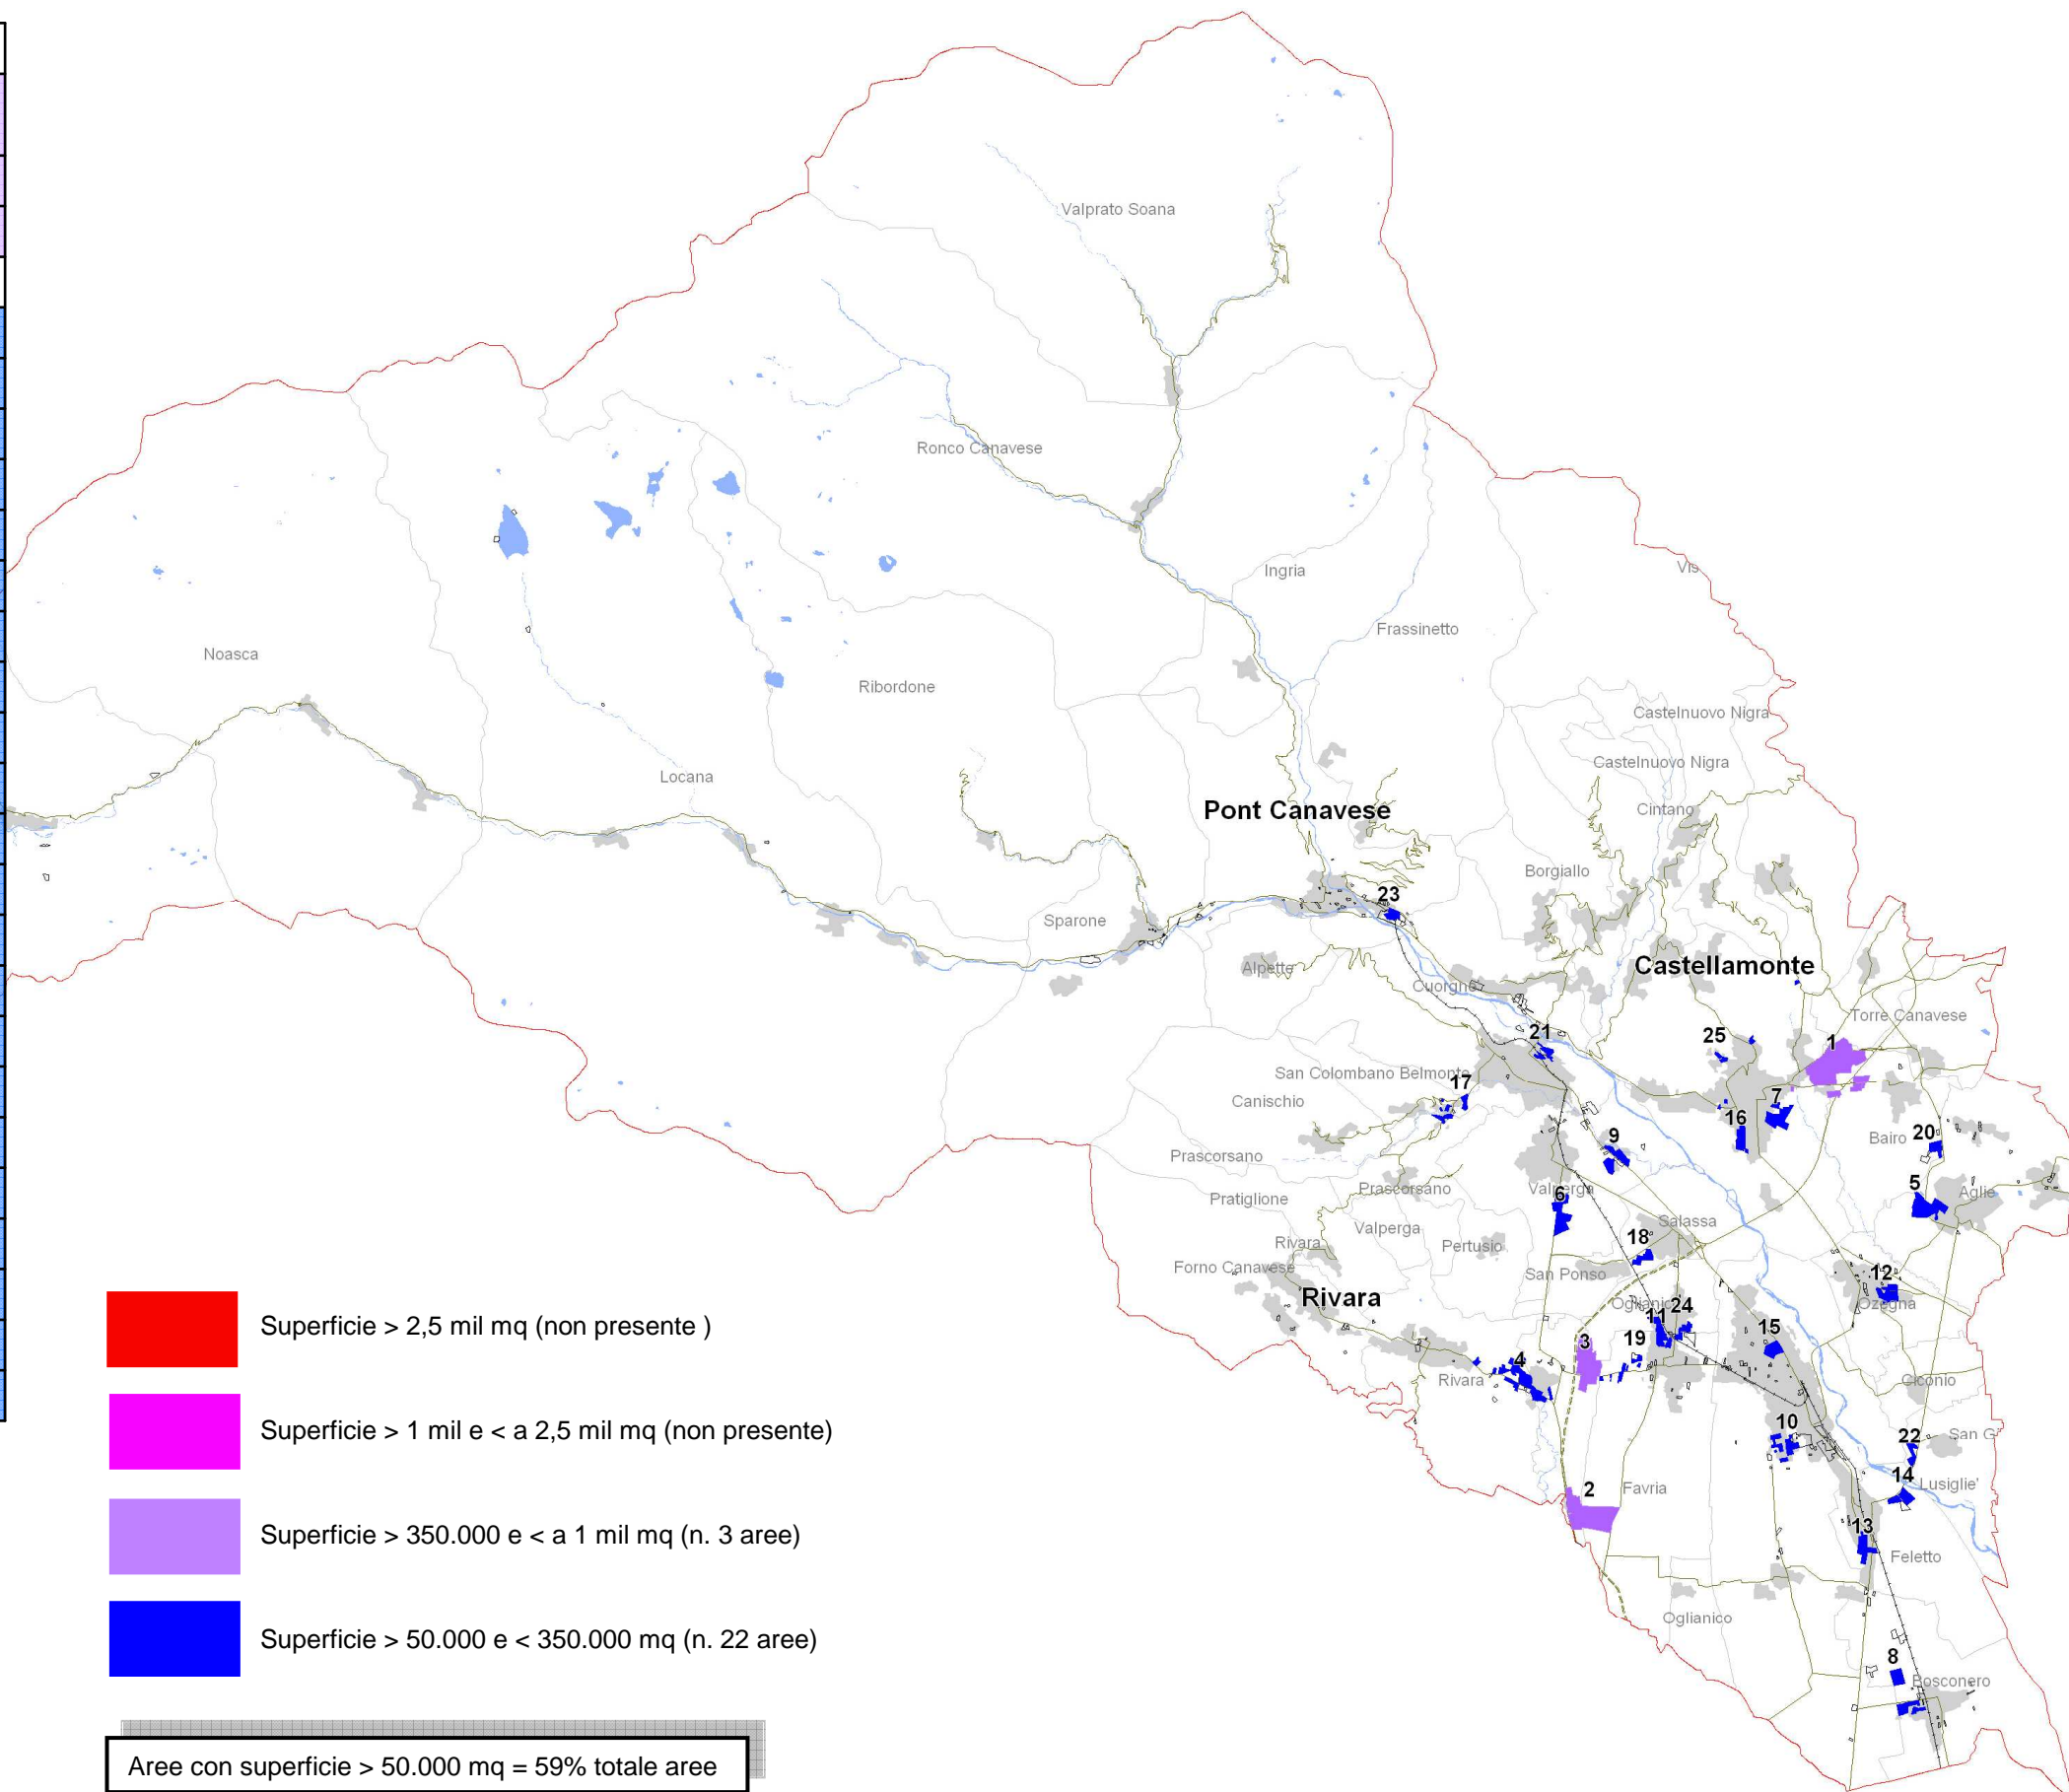 Valprato Soana
Ronco Canavese
Ingria
Vis
Frassinetto
Noasca
Ribordone
Castelnuovo Nigra
Castelnuovo Nigra
Locana
Cintano
Pont Canavese
Borgiallo
23
Sparone
Castellamonte
Alpette
Cuorgne'
Torre Canavese
21
25
1
San Colombano Belmonte
17
Canischio
7
16
Bairo
20
9
Prascorsano
Prascorsano
Valperga
5
Aglie
Pratiglione
6
Valperga
Salassa
18
Rivara
Pertusio
Forno Canavese
San Ponso
12
Ozegna
Rivara
Oglianico
24
11
15
3
19
4
Rivara
Ciconio
10
22
San G
14
Lusiglie'
2
Favria
13
Feletto
Oglianico
8
Bosconero
Superficie > 2,5 mil mq (non presente )
Superficie > 1 mil e < a 2,5 mil mq (non presente)
Superficie > 350.000 e < a 1 mil mq (n. 3 aree)
Superficie > 50.000 e < 350.000 mq (n. 22 aree)
Aree con superficie > 50.000 mq = 59% totale aree